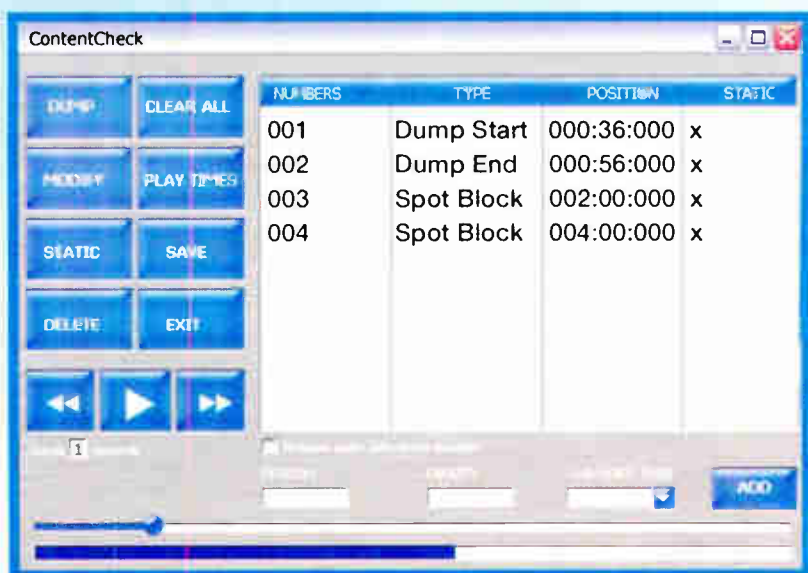 ContentCheck
DUMP CLEAR ALL
MODIFY PLAY TIMES
STATIC SAVE
DELETE EXIT
NUMBERS TYPE POSITION STATIC
001 Dump Start 000:36:000 x
002 Dump End 000:56:000 x
003 Spot Block 002:00:000 x
004 Spot Block 004:00:000 x
1
ADD